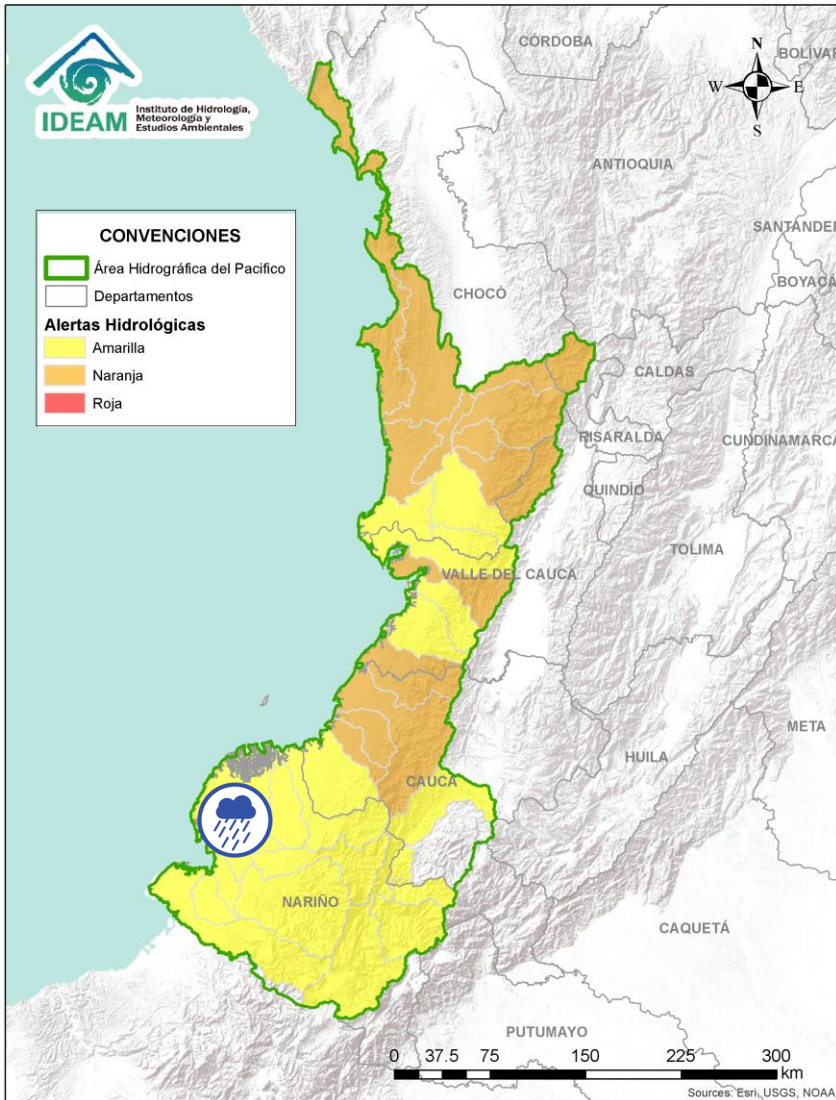 IDEAM
Instituto de Hidrología,
Meteorología y
Estudios Ambientales
CÓRDOBA
BOLÍVAR
N
W
E
S
ANTIOQUIA
SANTANDER
BOYACÁ
CONVENCIONES
Área Hidrográfica del Pacifico
Departamentos
Alertas Hidrológicas
Amarilla
Naranja
Roja
CHOCÓ
CALDAS
RISARALDA
CUNDINAMARCA
QUINDÍO
TOLIMA
VALLE DEL CAUCA
META
HUILA
CAUCA
NARIÑO
CAQUETÁ
PUTUMAYO
0 37.5 75 150 225 300
km
Sources: Esri, USGS, NOAA